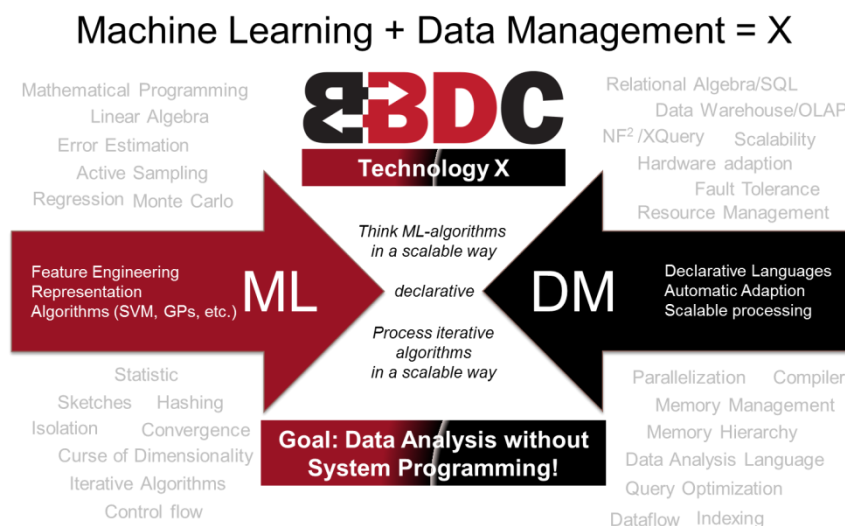 Machine Learning + Data Management = X
Mathematical Programming
Linear Algebra
Error Estimation
Active Sampling
Regression Monte Carlo
BBDC
Technology X
Relational Algebra/SQL
Data Warehouse/OLAP
NF² /XQuery Scalability
Hardware adaption
Fault Tolerance
Resource Management
Feature Engineering
Representation
Algorithms (SVM, GPs, etc.)
ML
Think ML-algorithms
in a scalable way
declarative
Process iterative
algorithms
in a scalable way
DM
Declarative Languages
Automatic Adaption
Scalable processing
Statistic
Sketches Hashing
Isolation Convergence
Curse of Dimensionality
Iterative Algorithms
Control flow
Goal: Data Analysis without
System Programming!
Parallelization Compiler
Memory Management
Memory Hierarchy
Data Analysis Language
Query Optimization
Dataflow Indexing